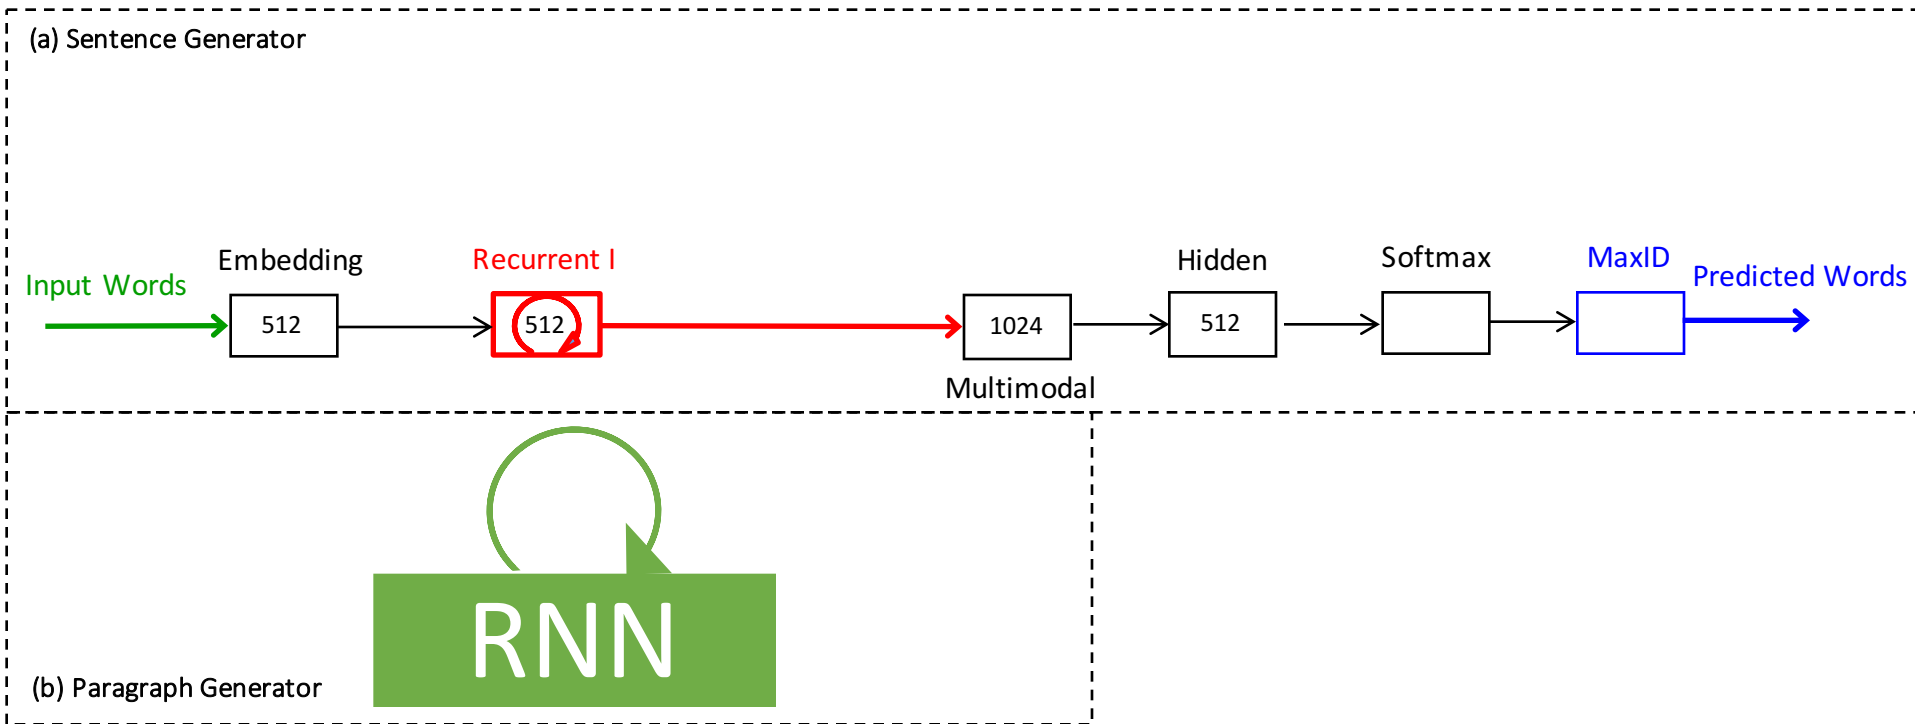 (a) Sentence Generator
Embedding
Recurrent I
Hidden
Softmax
MaxID
Input Words
Predicted Words
512
512
1024
512
Multimodal
RNN
(b) Paragraph Generator